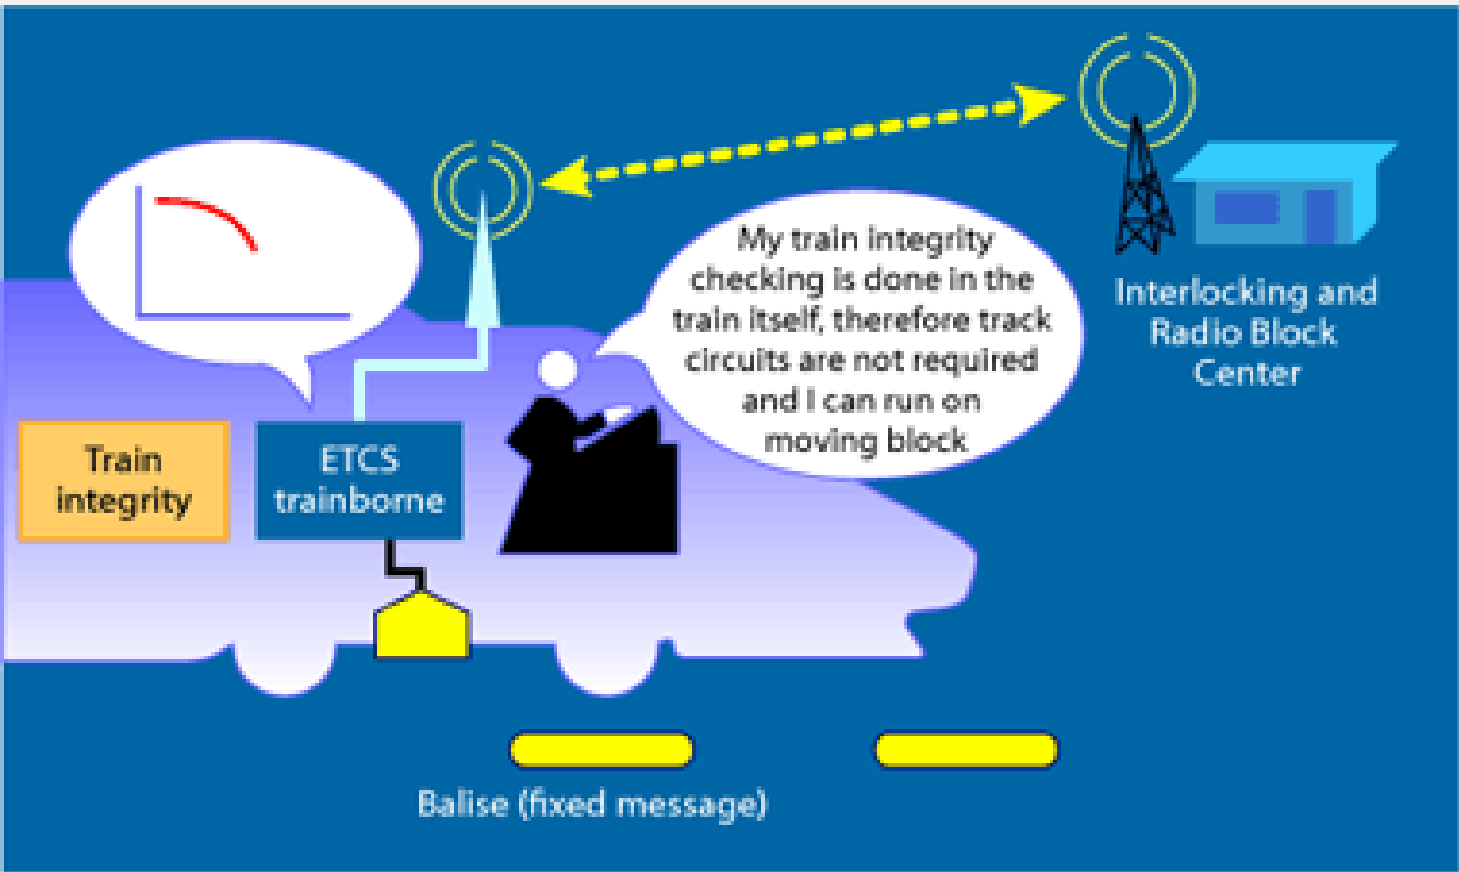 My train integrity
checking is done in the
train itself, therefore track
circuits are not required
and I can run on
moving block
Interlocking and
Radio Block
Center
Train
integrity
ETCS
trainborne
Balise (fixed message)